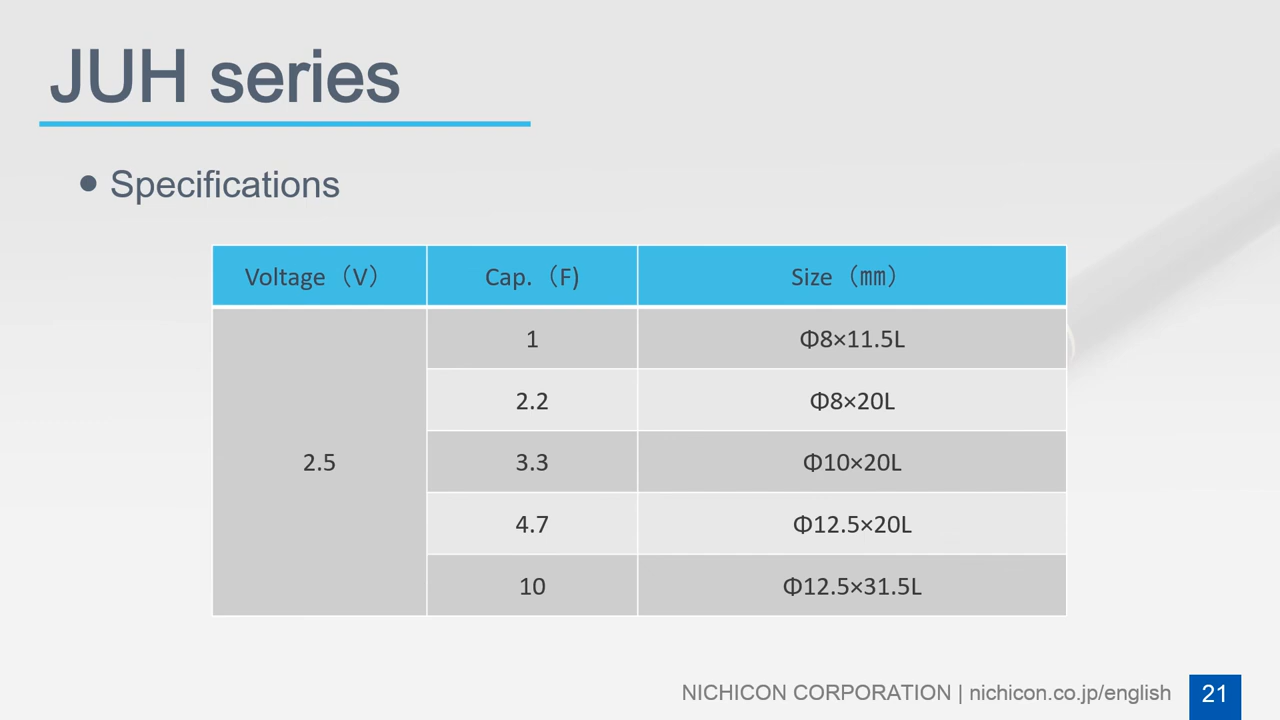 JUH series
● Specifications
Voltage（V） Cap.（F) Size（㎜）
2.5
1 Φ8×11.5L
2.2 Φ8×20L
3.3 Φ10×20L
4.7 Φ12.5×20L
10 Φ12.5×31.5L
NICHICON CORPORATION | nichicon.co.jp/english 21